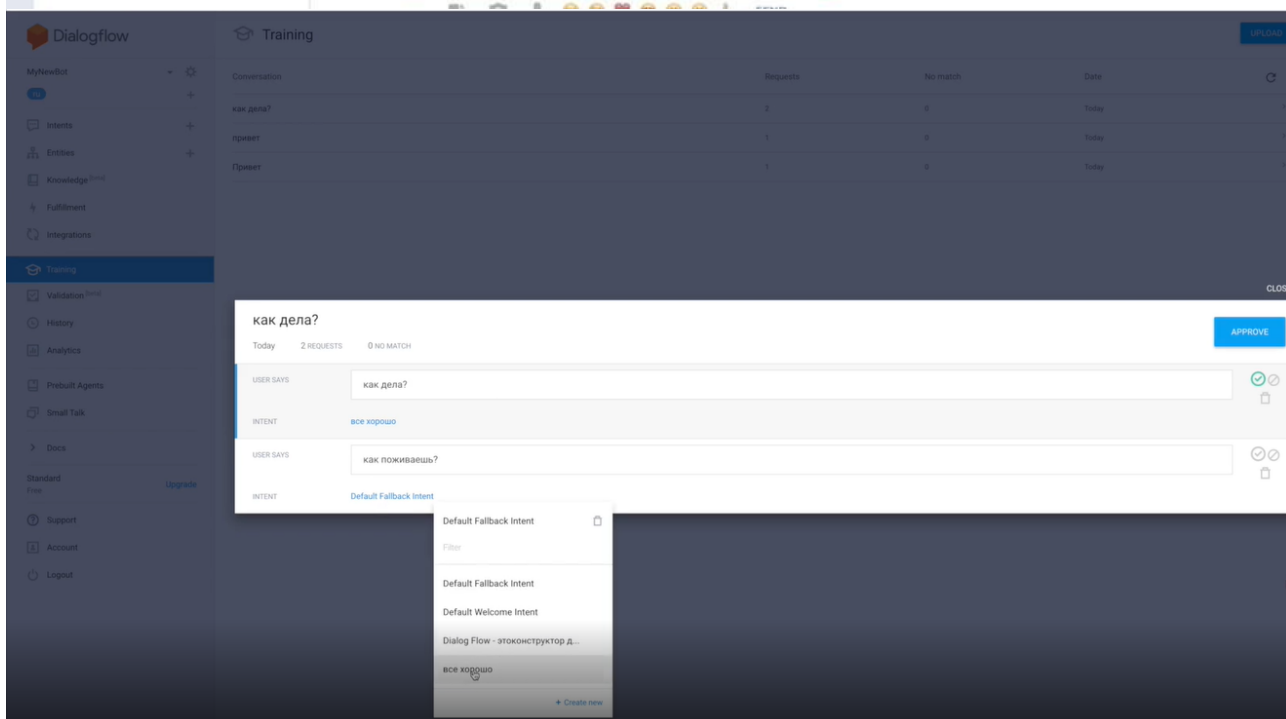 Dialogflow
Training
UPLOAD
MyNewBot
Conversation Requests No match Date
ru
как дела? 2 0 Today
Intents
привет 1 0 Today
Entities
Привет 1 0 Today
Knowledge [beta]
Fulfillment
Integrations
Training
CLOS
Validation [beta]
как дела?
APPROVE
History
Today 2 REQUESTS 0 NO MATCH
Analytics
USER SAYS как дела?
Prebuilt Agents
Small Talk
INTENT все хорошо
Docs
USER SAYS как поживаешь?
Standard
Free
Upgrade
INTENT Default Fallback Intent
Support
Default Fallback Intent
Account
Filter
Logout
Default Fallback Intent
Default Welcome Intent
Dialog Flow - этоконструктор д...
все хорошо
+ Create new